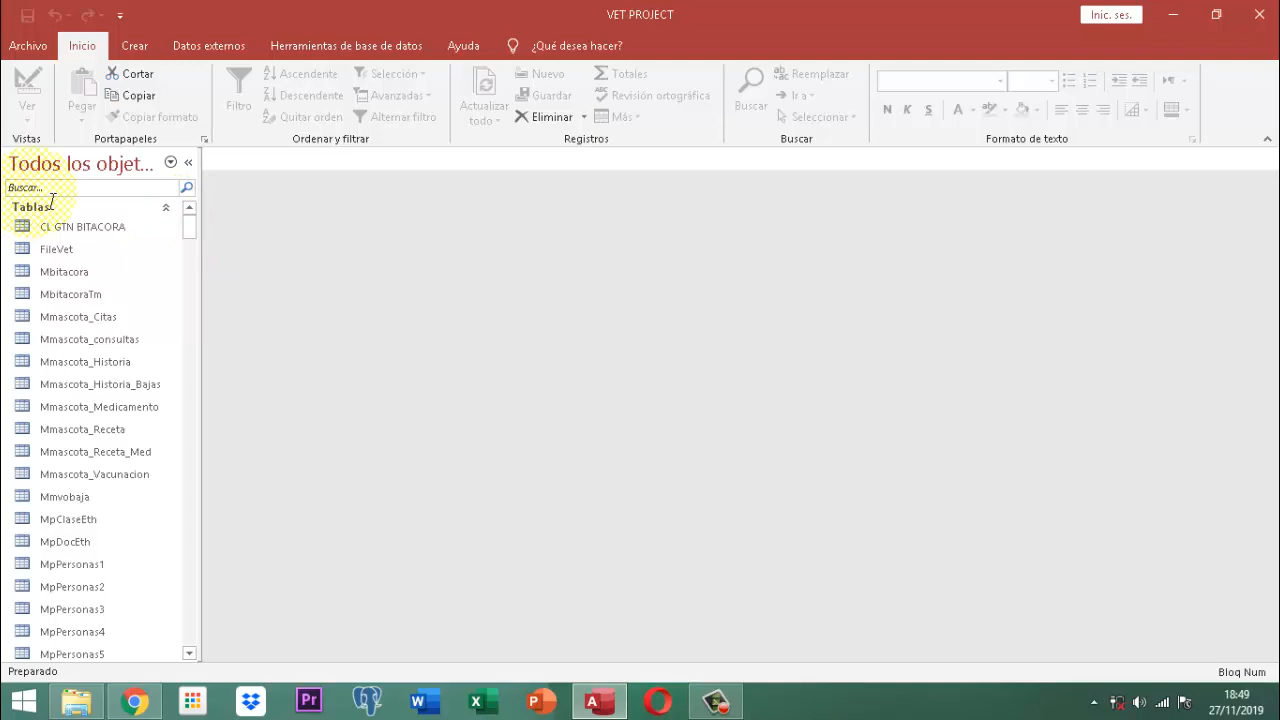 VET PROJECT
Inic. ses.
Archivo Inicio Crear Datos externos Herramientas de base de datos Ayuda ¿Qué desea hacer?
Ver
Pegar
Cortar
Copiar
Copiar formato
Filtro
Ascendente
Descendente
Quitar orden
Selección
Avanzadas
Alternar filtro
Actualizar
todo
Nuevo
Guardar
Eliminar
Totales
Revisión ortográfica
Más
Buscar
Reemplazar
Ir a
Seleccionar
N K S A
Vistas Portapapeles Ordenar y filtrar Registros Buscar Formato de texto
Todos los objet...
Buscar...
Tablas
CL GTN BITACORA
FileVet
Mbitacora
MbitacoraTm
Mmascota_Citas
Mmascota_consultas
Mmascota_Historia
Mmascota_Historia_Bajas
Mmascota_Medicamento
Mmascota_Receta
Mmascota_Receta_Med
Mmascota_Vacunacion
Mmvobaja
MpClaseEth
MpDocEth
MpPersonas1
MpPersonas2
MpPersonas3
MpPersonas4
MpPersonas5
Preparado
Bloq Num
18:49
27/11/2019